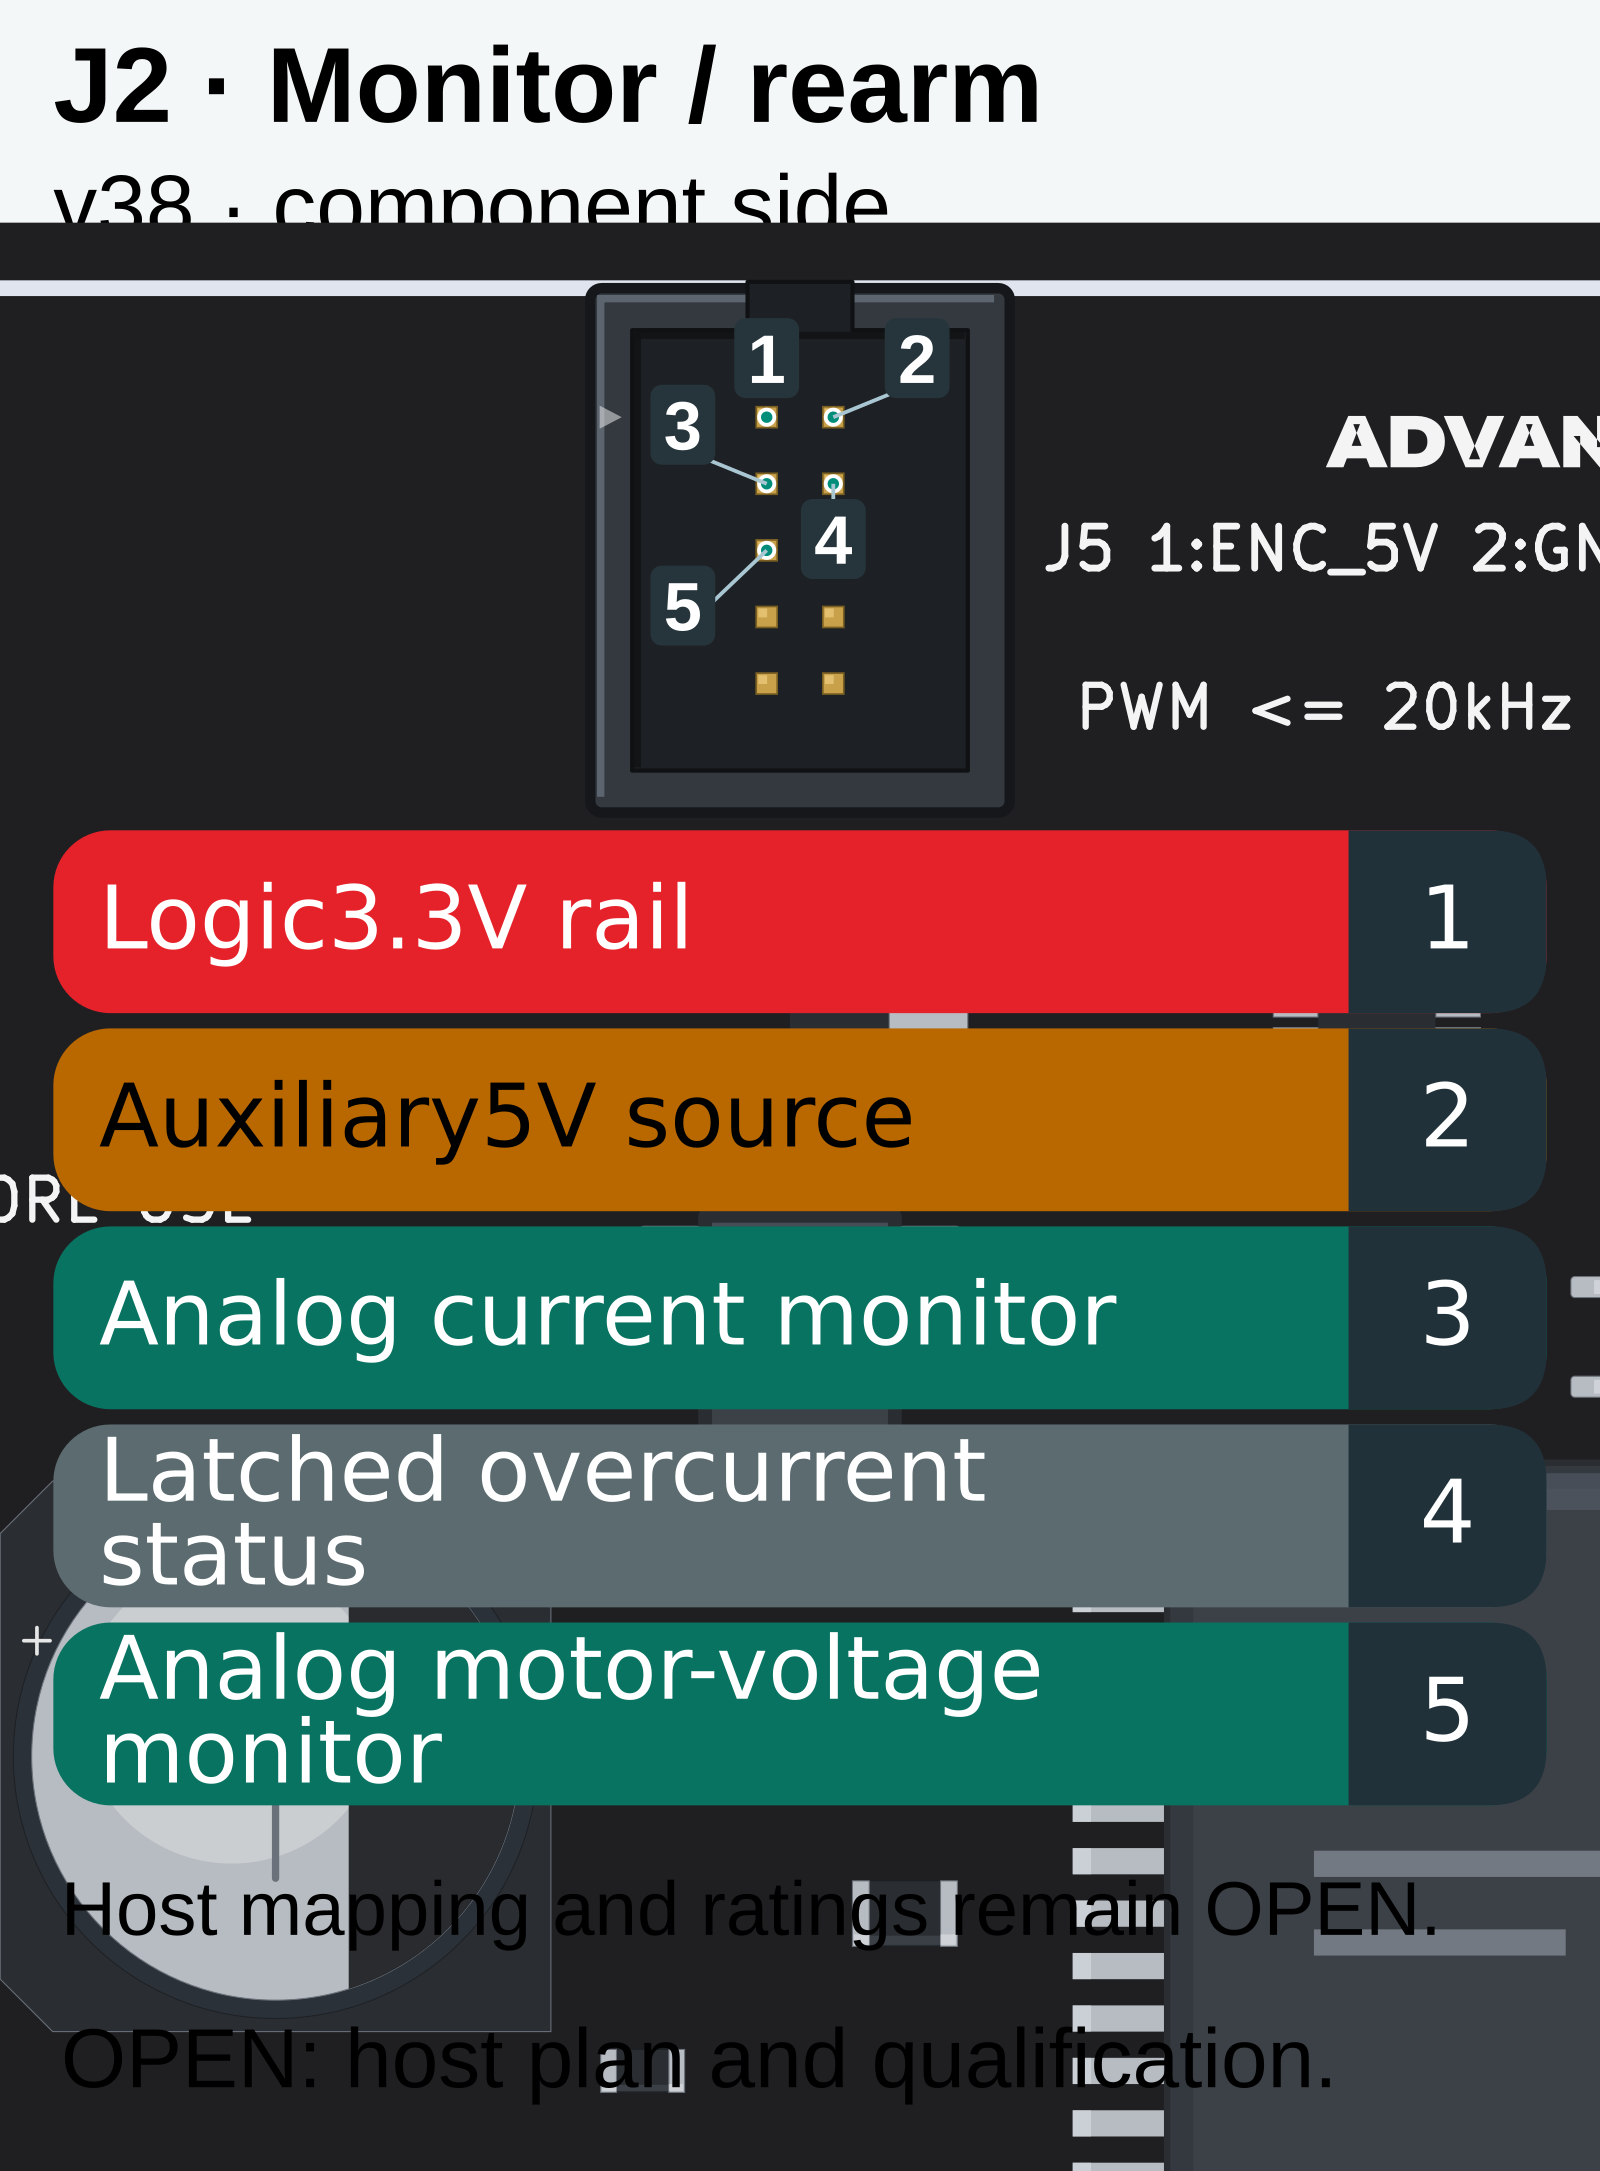 J2 · Monitor / rearm
v38 · component side
1
2
3
4
5
ADVAN
J5 1:ENC_5V 2:GN
PWM <= 20kHz
Logic3.3V rail 1
Auxiliary5V source 2
Analog current monitor 3
Latched overcurrent
status 4
Analog motor-voltage
monitor 5
+
Host mapping and ratings remain OPEN.
OPEN: host plan and qualification.